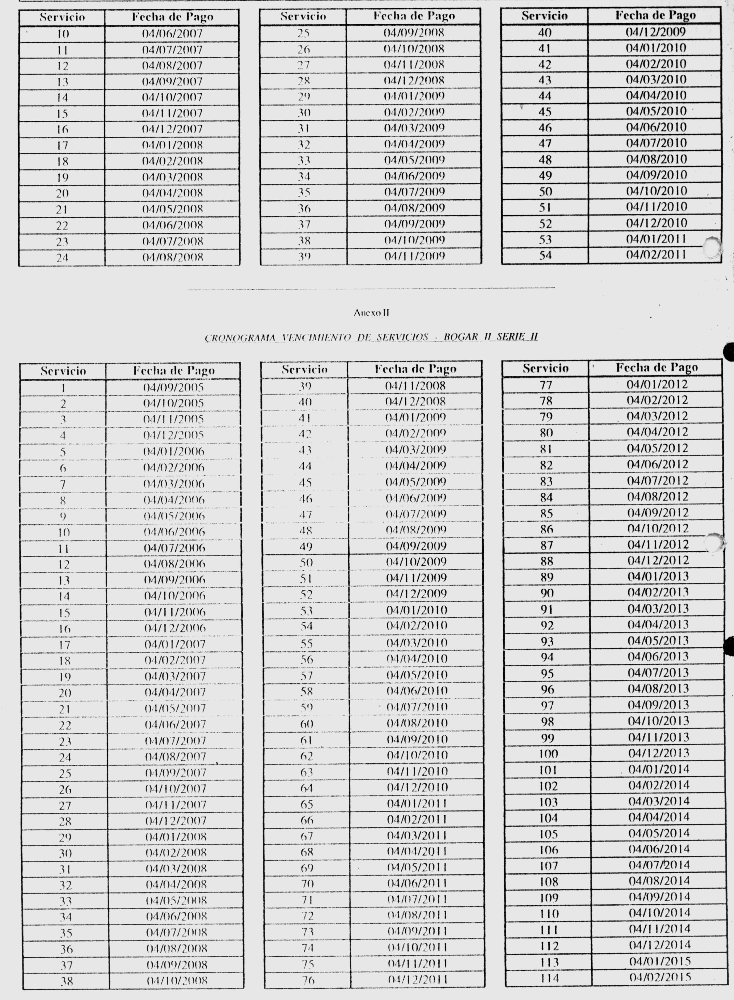 Servicio Fecha de Pago Servicio Fecha de Pago Servicio Fecha de Pago
10 04/06/2007 25 04/09/2008 40 04/12/2009
11 04/07/2007 26 04/10/2008 41 04/01/2010
12 04/08/2007 27 04/11/2008 42 04/02/2010
13 04/09/2007 28 04/12/2008 43 04/03/2010
14 04/10/2007 29 04/01/2009 44 04/04/2010
15 04/11/2007 30 04/02/2009 45 04/05/2010
16 04/12/2007 31 04/03/2009 46 04/06/2010
17 04/01/2008 32 04/04/2009 47 04/07/2010
18 04/02/2008 33 04/05/2009 48 04/08/2010
19 04/03/2008 34 04/06/2009 49 04/09/2010
20 04/04/2008 35 04/07/2009 50 04/10/2010
21 04/05/2008 36 04/08/2009 51 04/11/2010
22 04/06/2008 37 04/09/2009 52 04/12/2010
23 04/07/2008 38 04/10/2009 53 04/01/2011
24 04/08/2008 39 04/11/2009 54 04/02/2011
Anexo II
CRONOGRAMA VENCIMIENTO DE SERVICIOS - BOGAR II SERIE II
Servicio Fecha de Pago Servicio Fecha de Pago Servicio Fecha de Pago
1 04/09/2005 39 04/11/2008 77 04/01/2012
2 04/10/2005 40 04/12/2008 78 04/02/2012
3 04/11/2005 41 04/01/2009 79 04/03/2012
4 04/12/2005 42 04/02/2009 80 04/04/2012
5 04/01/2006 43 04/03/2009 81 04/05/2012
6 04/02/2006 44 04/04/2009 82 04/06/2012
7 04/03/2006 45 04/05/2009 83 04/07/2012
8 04/04/2006 46 04/06/2009 84 04/08/2012
9 04/05/2006 47 04/07/2009 85 04/09/2012
10 04/06/2006 48 04/08/2009 86 04/10/2012
11 04/07/2006 49 04/09/2009 87 04/11/2012
12 04/08/2006 50 04/10/2009 88 04/12/2012
13 04/09/2006 51 04/11/2009 89 04/01/2013
14 04/10/2006 52 04/12/2009 90 04/02/2013
15 04/11/2006 53 04/01/2010 91 04/03/2013
16 04/12/2006 54 04/02/2010 92 04/04/2013
17 04/01/2007 55 04/03/2010 93 04/05/2013
18 04/02/2007 56 04/04/2010 94 04/06/2013
19 04/03/2007 57 04/05/2010 95 04/07/2013
20 04/04/2007 58 04/06/2010 96 04/08/2013
21 04/05/2007 59 04/07/2010 97 04/09/2013
22 04/06/2007 60 04/08/2010 98 04/10/2013
23 04/07/2007 61 04/09/2010 99 04/11/2013
24 04/08/2007 62 04/10/2010 100 04/12/2013
25 04/09/2007 63 04/11/2010 101 04/01/2014
26 04/10/2007 64 04/12/2010 102 04/02/2014
27 04/11/2007 65 04/01/2011 103 04/03/2014
28 04/12/2007 66 04/02/2011 104 04/04/2014
29 04/01/2008 67 04/03/2011 105 04/05/2014
30 04/02/2008 68 04/04/2011 106 04/06/2014
31 04/03/2008 69 04/05/2011 107 04/07/2014
32 04/04/2008 70 04/06/2011 108 04/08/2014
33 04/05/2008 71 04/07/2011 109 04/09/2014
34 04/06/2008 72 04/08/2011 110 04/10/2014
35 04/07/2008 73 04/09/2011 111 04/11/2014
36 04/08/2008 74 04/10/2011 112 04/12/2014
37 04/09/2008 75 04/11/2011 113 04/01/2015
38 04/10/2008 76 04/12/2011 114 04/02/2015